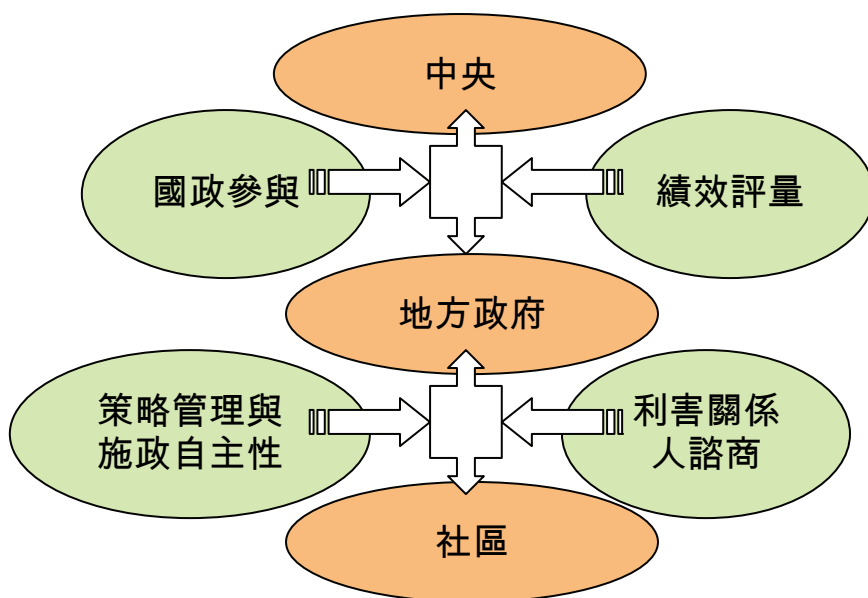 中央
國政參與
績效評量
地方政府
策略管理與
施政自主性
利害關係
人諮商
社區